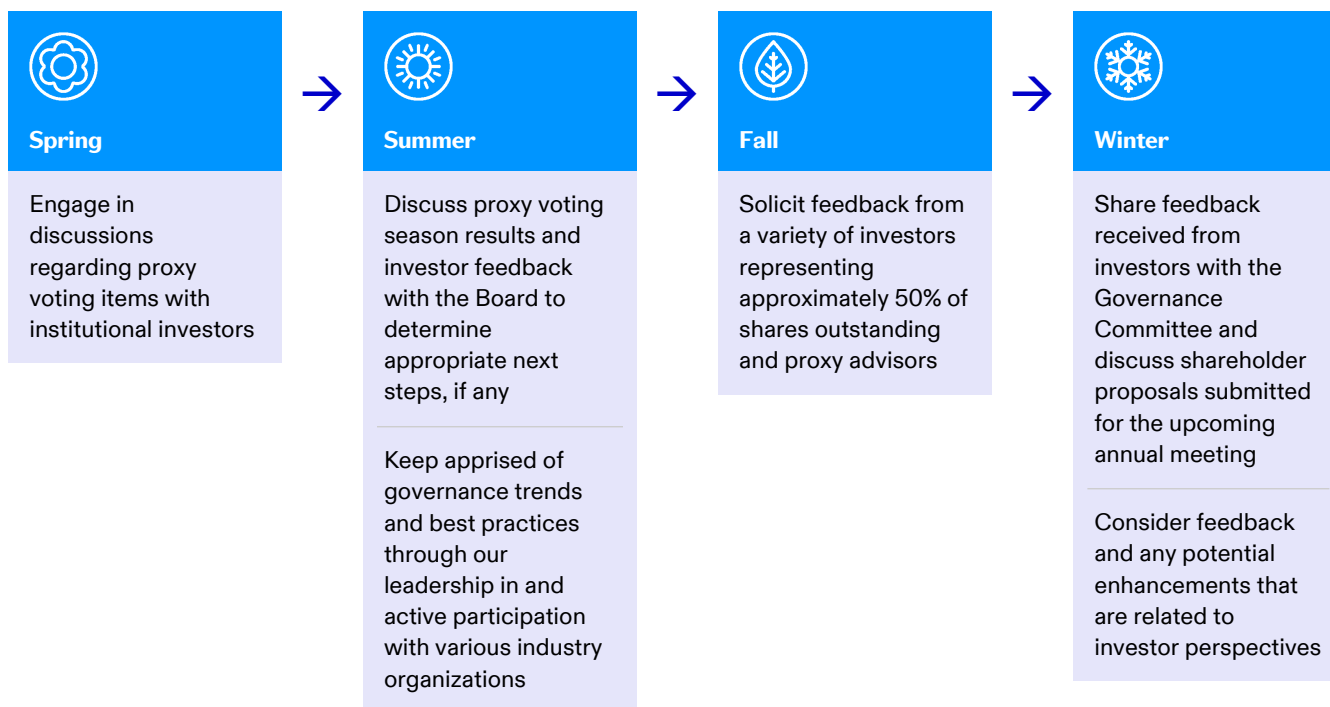 Spring
Engage in
discussions
regarding proxy
voting items with
institutional investors
Summer
Discuss proxy voting
season results and
investor feedback
with the Board to
determine
appropriate next
steps, if any
Keep apprised of
governance trends
and best practices
through our
leadership in and
active participation
with various industry
organizations
Fall
Solicit feedback from
a variety of investors
representing
approximately 50% of
shares outstanding
and proxy advisors
Winter
Share feedback
received from
investors with the
Governance
Committee and
discuss shareholder
proposals submitted
for the upcoming
annual meeting
Consider feedback
and any potential
enhancements that
are related to
investor perspectives